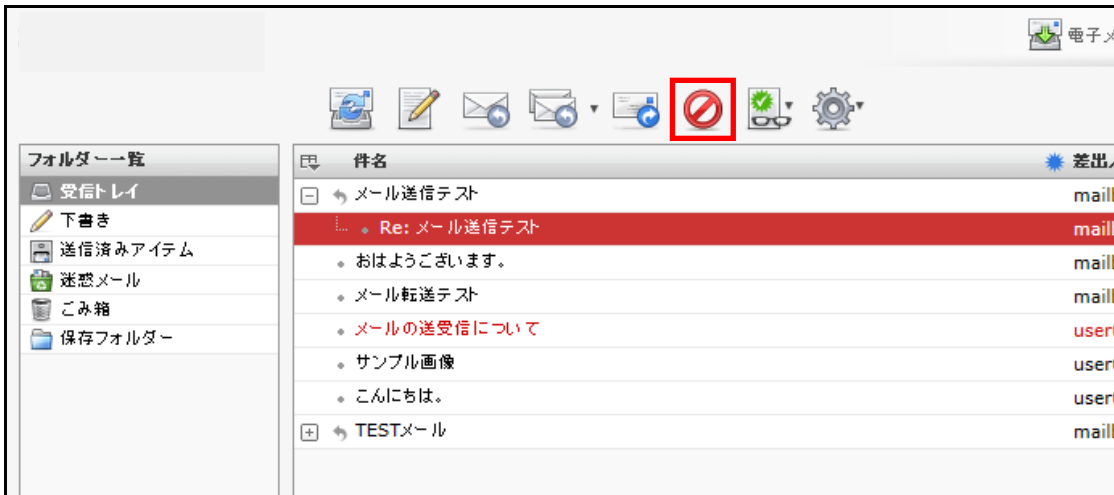 電子メ
フォルダー一覧
件名
差出人
受信トレイ
メール送信テスト
mail
下書き
Re: メール送信テスト
mail
送信済みアイテム
おはようございます。
mail
迷惑メール
メール転送テスト
mail
ごみ箱
メールの送受信について
user
保存フォルダー
サンプル画像
user
こんにちは。
user
TESTメール
mail